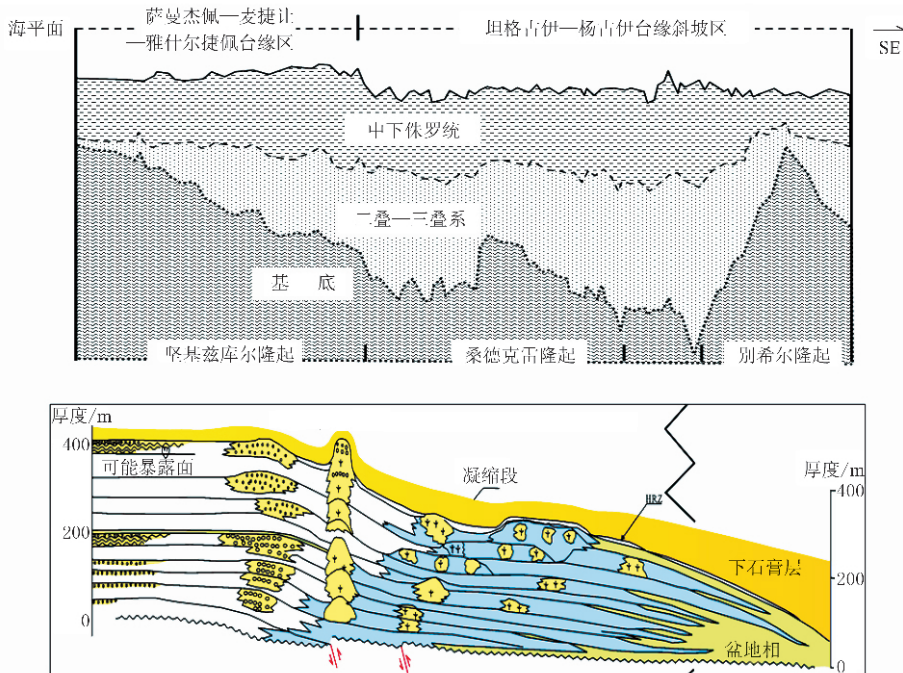 海平面
萨曼杰佩—麦捷让
—雅什尔捷佩台缘区
坦格古伊—杨古伊台缘斜坡区
SE
中下侏罗统
二叠—三叠系
基 底
坚基兹库尔隆起
桑德克雷隆起
别希尔隆起
厚度/m
400
可能暴露面
200
0
凝缩段
HRZ
厚度/m
400
下石膏层
200
盆地相
0